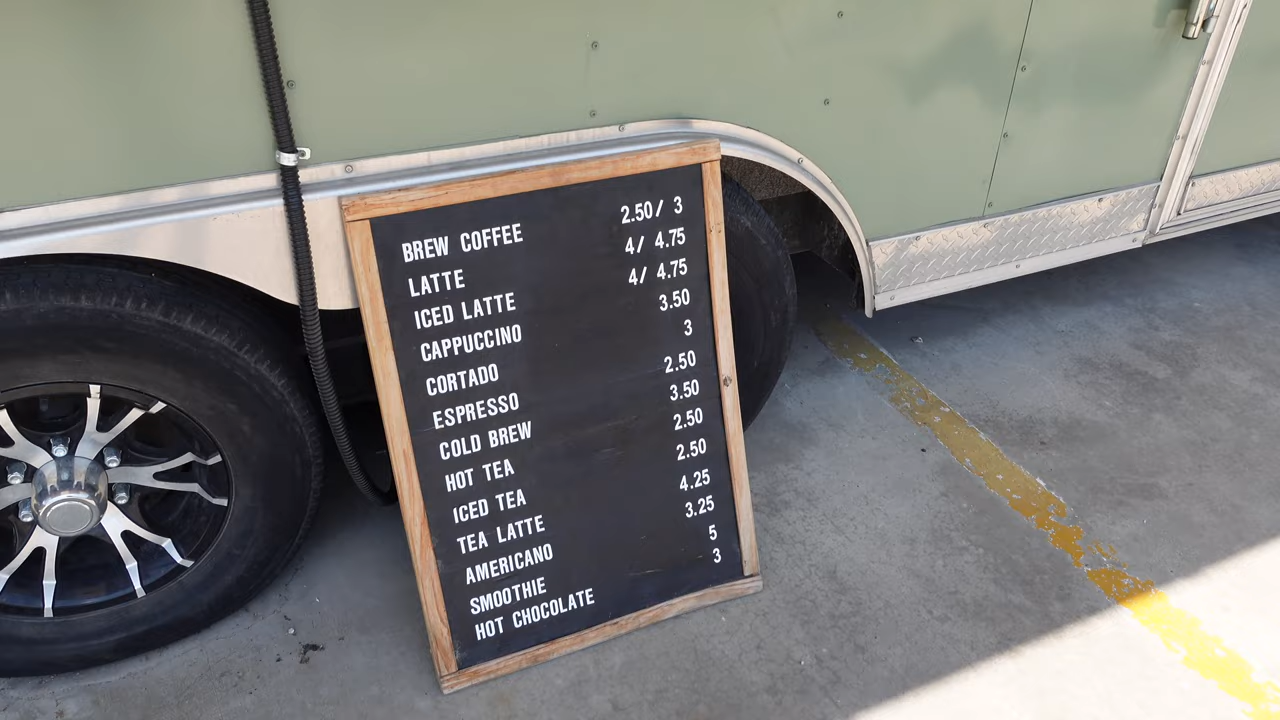 BREW COFFEE 2.50/ 3
LATTE 4/ 4.75
ICED LATTE 4/ 4.75
CAPPUCCINO 3.50
CORTADO 3
ESPRESSO 2.50
COLD BREW 3.50
HOT TEA 2.50
ICED TEA 2.50
TEA LATTE 4.25
AMERICANO 3.25
SMOOTHIE 5
HOT CHOCOLATE 3